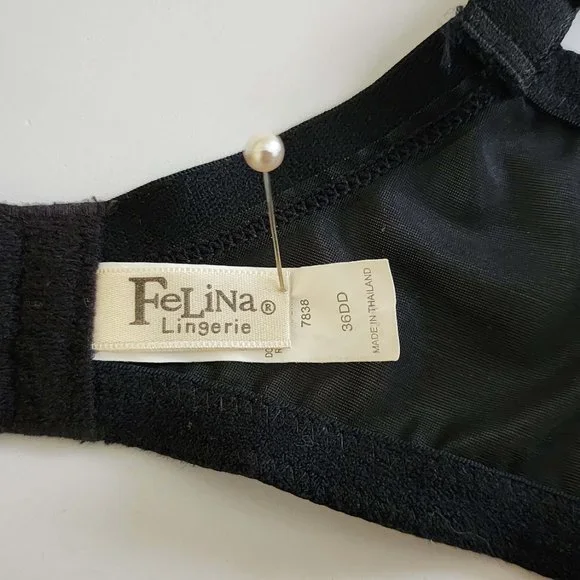 FeLiNa®
Lingerie
7838
36DD
MADE IN THAILAND